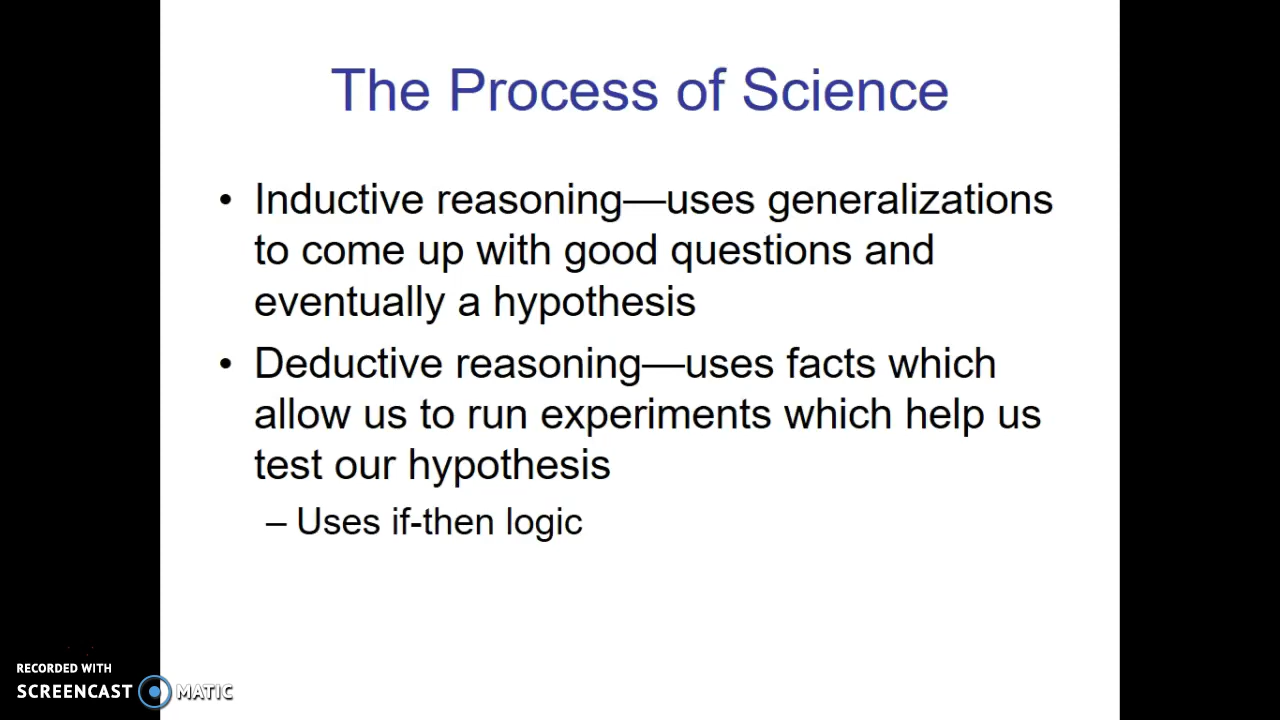 The Process of Science
• Inductive reasoning—uses generalizations
to come up with good questions and
eventually a hypothesis
• Deductive reasoning—uses facts which
allow us to run experiments which help us
test our hypothesis
– Uses if-then logic
RECORDED WITH
SCREENCAST MATIC